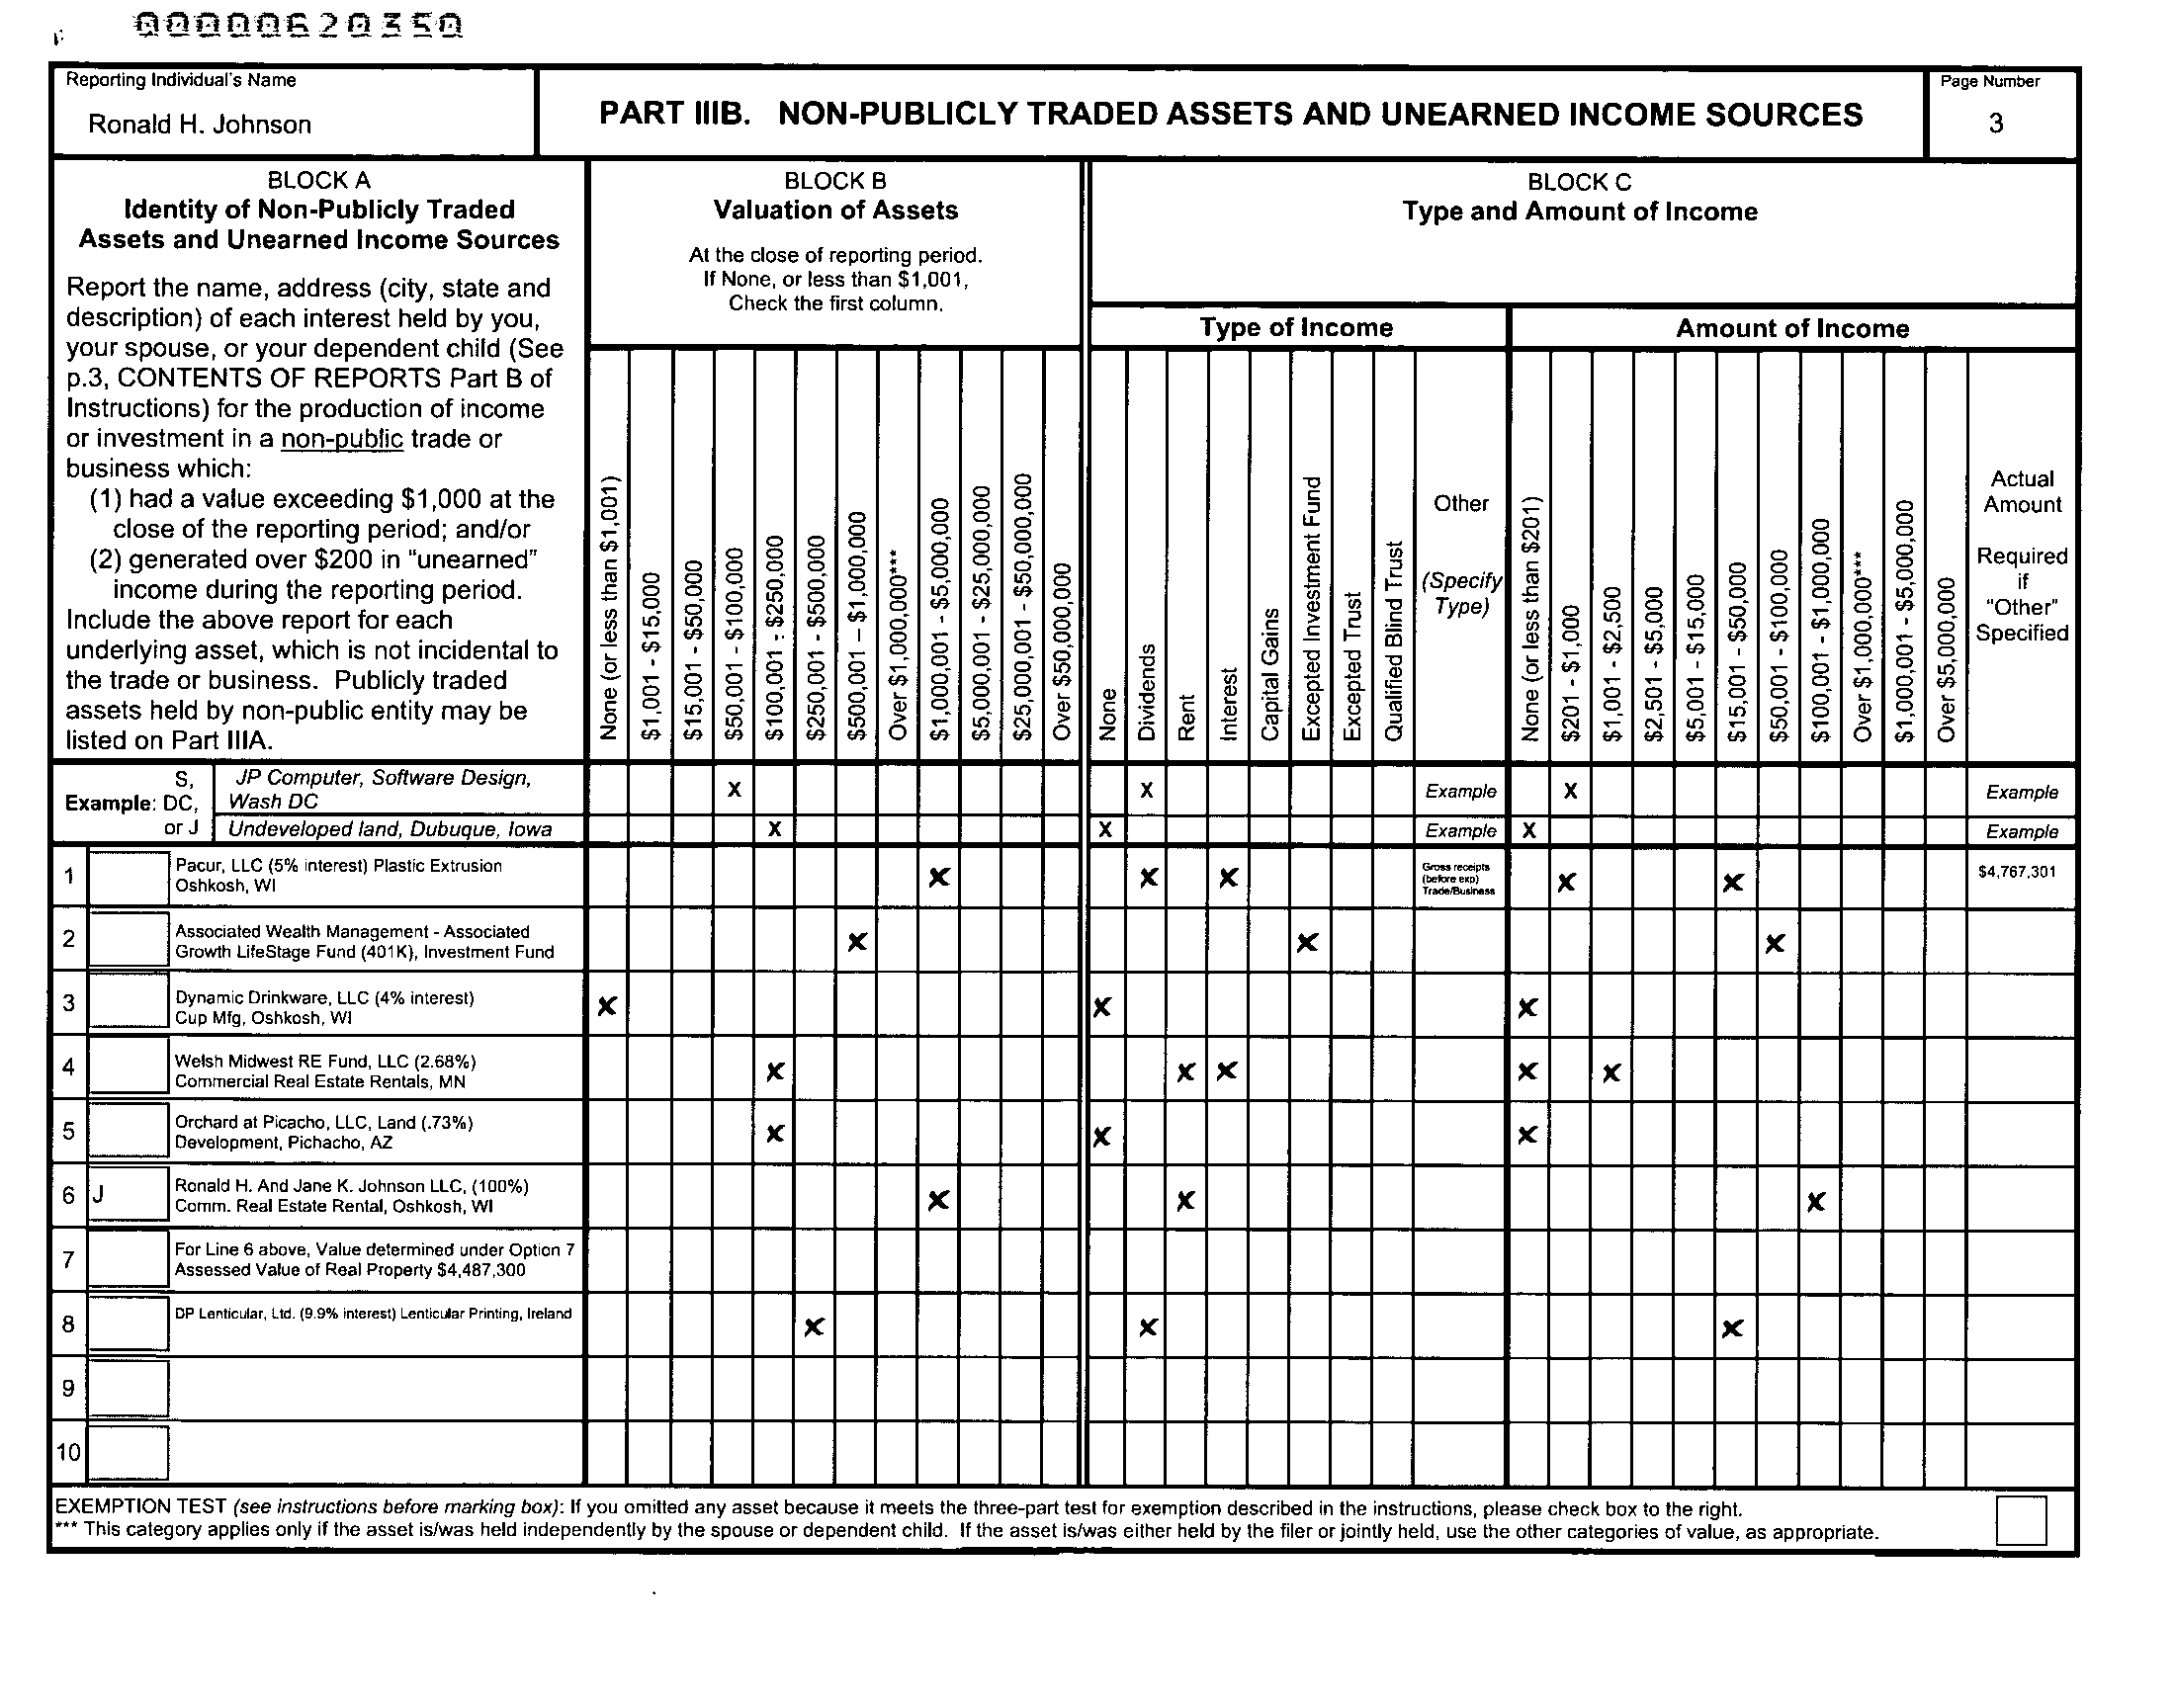 00000620350
Reporting Individual's Name
Ronald H. Johnson
PART IIIB. NON-PUBLICLY TRADED ASSETS AND UNEARNED INCOME SOURCES
Page Number
3
BLOCK A
Identity of Non-Publicly Traded
Assets and Unearned Income Sources
Report the name, address (city, state and
description) of each interest held by you,
your spouse, or your dependent child (See
p.3, CONTENTS OF REPORTS Part B of
Instructions) for the production of income
or investment in a non-public trade or
business which:
(1) had a value exceeding $1,000 at the
close of the reporting period; and/or
(2) generated over $200 in "unearned"
income during the reporting period.
Include the above report for each
underlying asset, which is not incidental to
the trade or business. Publicly traded
assets held by non-public entity may be
listed on Part IIIA.
BLOCK B
Valuation of Assets
At the close of reporting period.
If None, or less than $1,001,
Check the first column.
None (or less than $1,001)
$1,001 - $15,000
$15,001 - $50,000
$50,001 - $100,000
$100,001 - $250,000
$250,001 - $500,000
$500,001 – $1,000,000
Over $1,000,000***
$1,000,001 - $5,000,000
$5,000,001 - $25,000,000
$25,000,001 - $50,000,000
Over $50,000,000
BLOCK C
Type and Amount of Income
Type of Income
None
Dividends
Rent
Interest
Capital Gains
Excepted Investment Fund
Excepted Trust
Qualified Blind Trust
Other
(Specify
Type)
Amount of Income
None (or less than $201)
$201 - $1,000
$1,001 - $2,500
$2,501 - $5,000
$5,001 - $15,000
$15,001 - $50,000
$50,001 - $100,000
$100,001 - $1,000,000
Over $1,000,000***
$1,000,001 - $5,000,000
Over $5,000,000
Actual
Amount
Required
if
"Other"
Specified
Example:
S,
DC,
or J
JP Computer, Software Design,
Wash DC
X X Example X Example
Undeveloped land, Dubuque, Iowa X X Example X Example
1 Pacur, LLC (5% interest) Plastic Extrusion
Oshkosh, WI
X X X
Gross receipts
(before exp)
Trade/Business
X X $4,767,301
2 Associated Wealth Management - Associated
Growth LifeStage Fund (401K), Investment Fund
X X X
3 Dynamic Drinkware, LLC (4% interest)
Cup Mfg, Oshkosh, WI
X X X
4 Welsh Midwest RE Fund, LLC (2.68%)
Commercial Real Estate Rentals, MN
X X X X X
5 Orchard at Picacho, LLC, Land (.73%)
Development, Pichacho, AZ
X X X
6 J Ronald H. And Jane K. Johnson LLC, (100%)
Comm. Real Estate Rental, Oshkosh, WI
X X X
7 For Line 6 above, Value determined under Option 7
Assessed Value of Real Property $4,487,300
8 DP Lenticular, Ltd. (9.9% interest) Lenticular Printing, Ireland
X X X
9
10
EXEMPTION TEST (see instructions before marking box): If you omitted any asset because it meets the three-part test for exemption described in the instructions, please check box to the right.
*** This category applies only if the asset is/was held independently by the spouse or dependent child. If the asset is/was either held by the filer or jointly held, use the other categories of value, as appropriate.